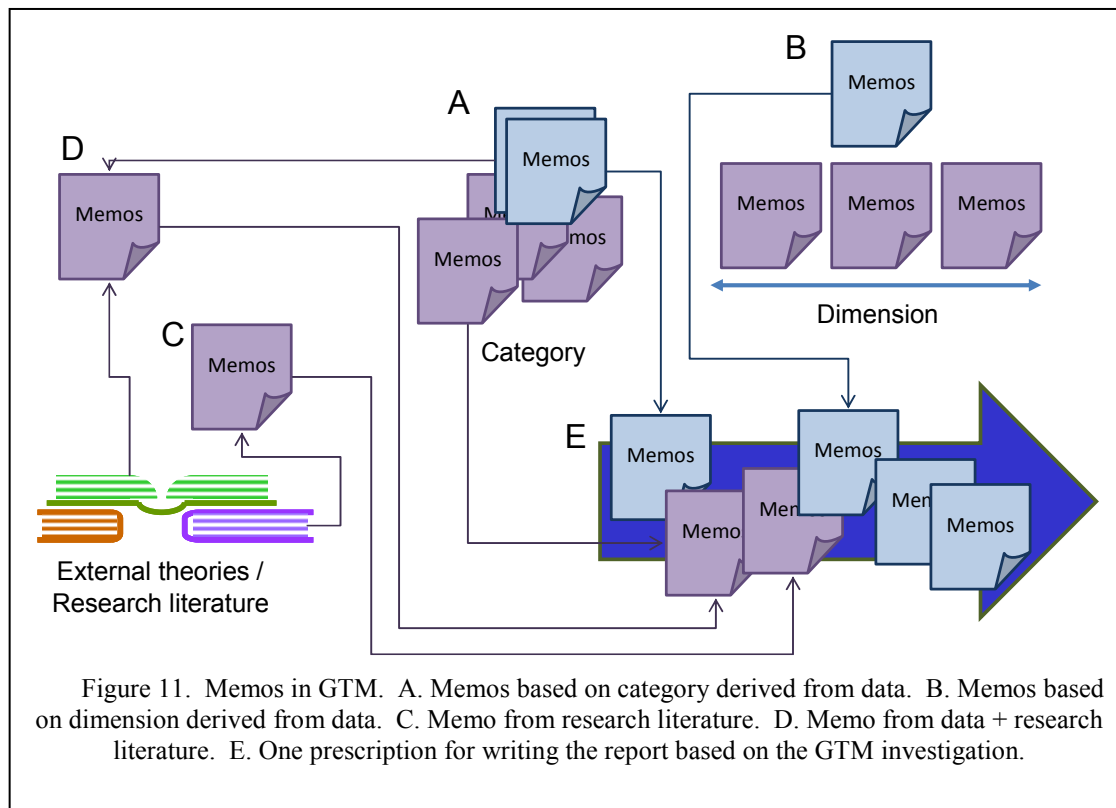 B
A
Memos
D
Memos
Memos
Memos
Memos
Memos
Memos
Memos
Dimension
C
Memos
Category
E
Memos
Memos
Memos
Memos
Memos
External theories /
Research literature
Figure 11. Memos in GTM. A. Memos based on category derived from data. B. Memos based
on dimension derived from data. C. Memo from research literature. D. Memo from data + research
literature. E. One prescription for writing the report based on the GTM investigation.